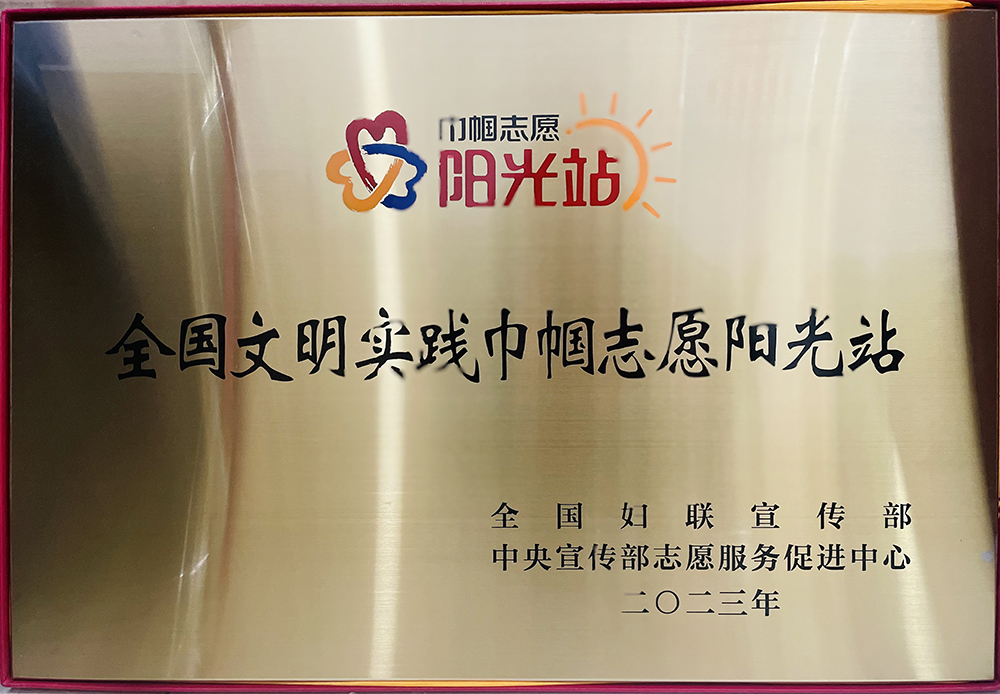 巾帼志愿
阳光站
全国文明实践巾帼志愿阳光站
全国妇联宣传部
中央宣传部志愿服务促进中心
二〇二三年